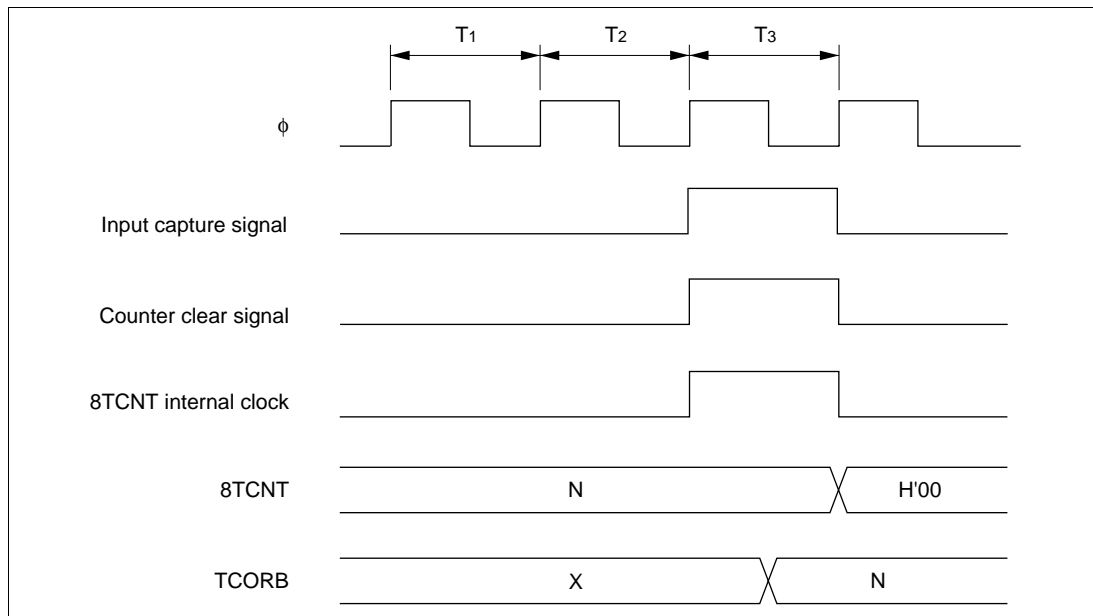 T1 T2 T3
φ
Input capture signal
Counter clear signal
8TCNT internal clock
8TCNT N H'00
TCORB X N